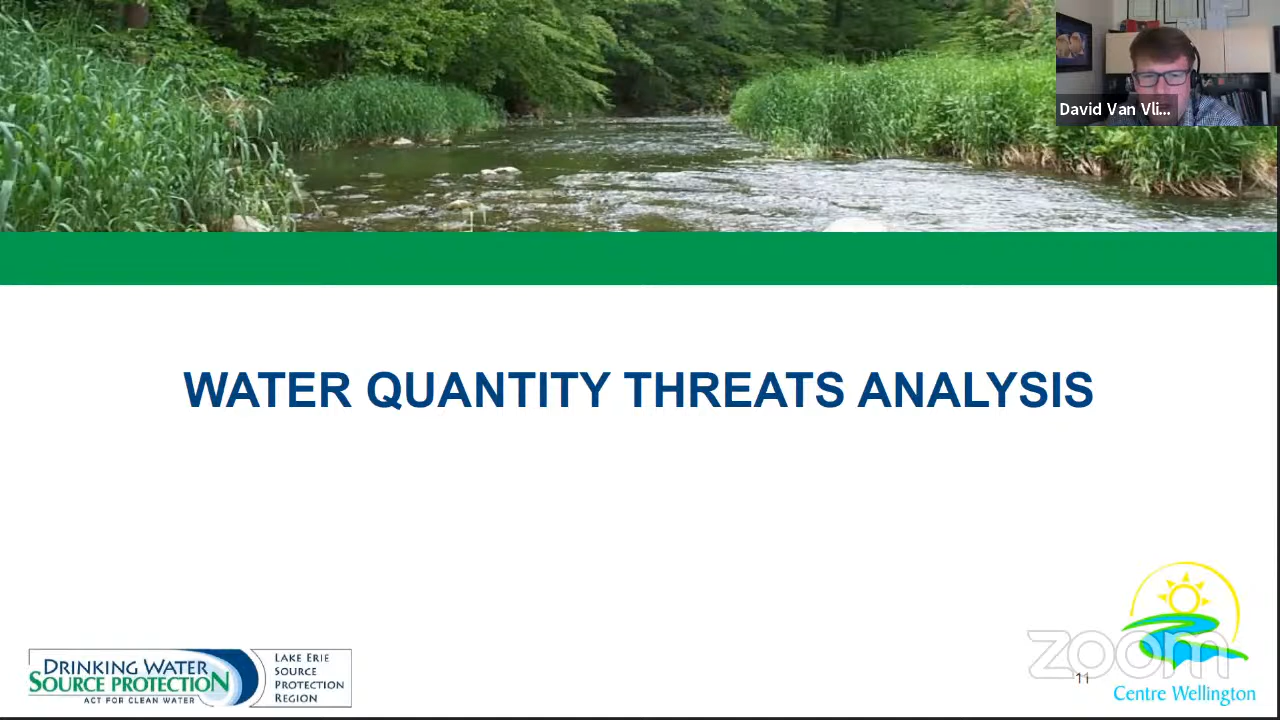 David Van Vli...
WATER QUANTITY THREATS ANALYSIS
DRINKING WATER
SOURCE PROTECTION
ACT FOR CLEAN WATER
LAKE ERIE
SOURCE
PROTECTION
REGION
zoom
11
Centre Wellington